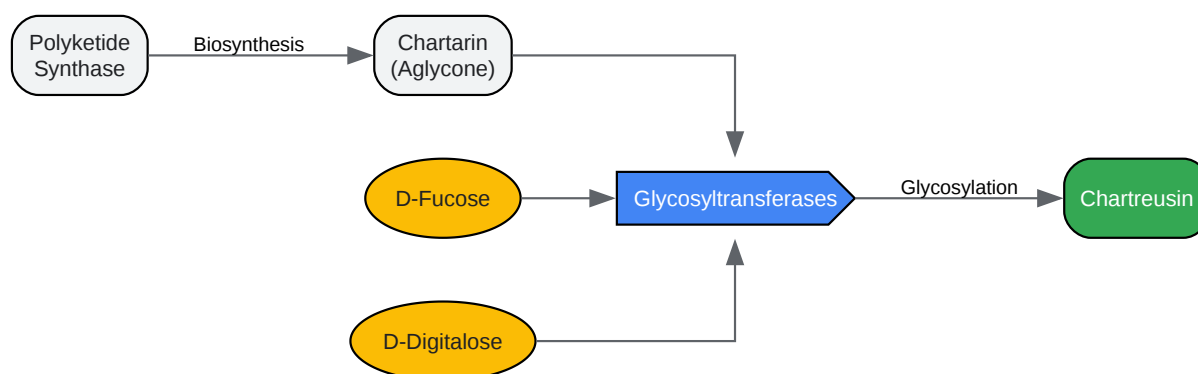 Polyketide
Synthase
Biosynthesis
Chartarin
(Aglycone)
D-Fucose
Glycosyltransferases
Glycosylation
Chartreusin
D-Digitalose